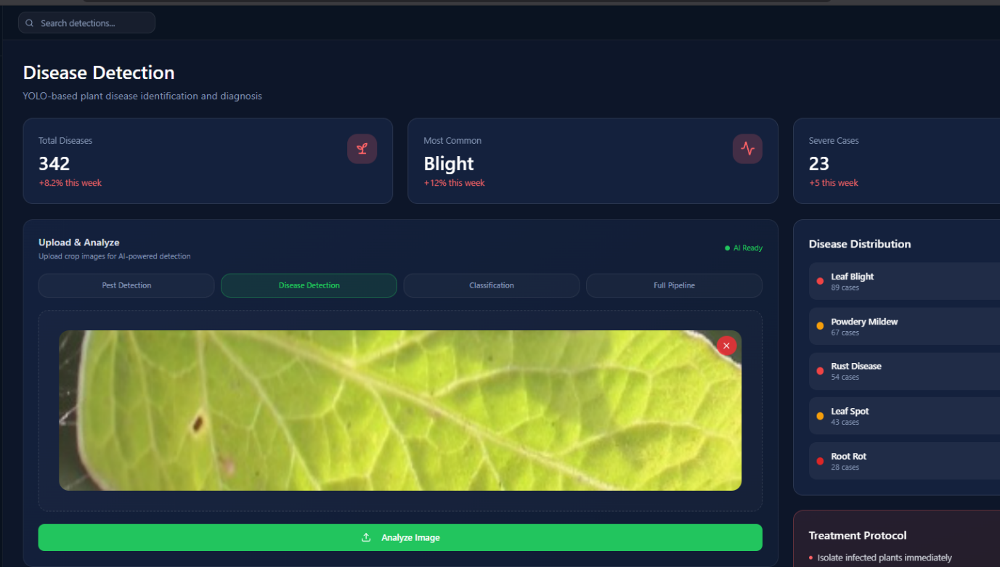 Search detections...
Disease Detection
YOLO-based plant disease identification and diagnosis
Total Diseases
342
+8.2% this week
Most Common
Blight
+12% this week
Severe Cases
23
+5 this week
Upload & Analyze
Upload crop images for AI-powered detection
AI Ready
Pest Detection
Disease Detection
Classification
Full Pipeline
Analyze Image
Disease Distribution
Leaf Blight
89 cases
Powdery Mildew
67 cases
Rust Disease
54 cases
Leaf Spot
43 cases
Root Rot
28 cases
Treatment Protocol
Isolate infected plants immediately